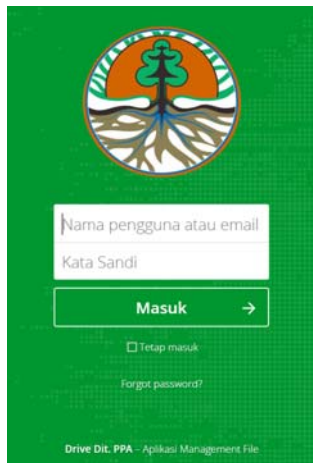 Nama pengguna atau email
Kata Sandi
Masuk →
Tetap masuk
Forgot password?
Drive Dit. PPA – Aplikasi Management File